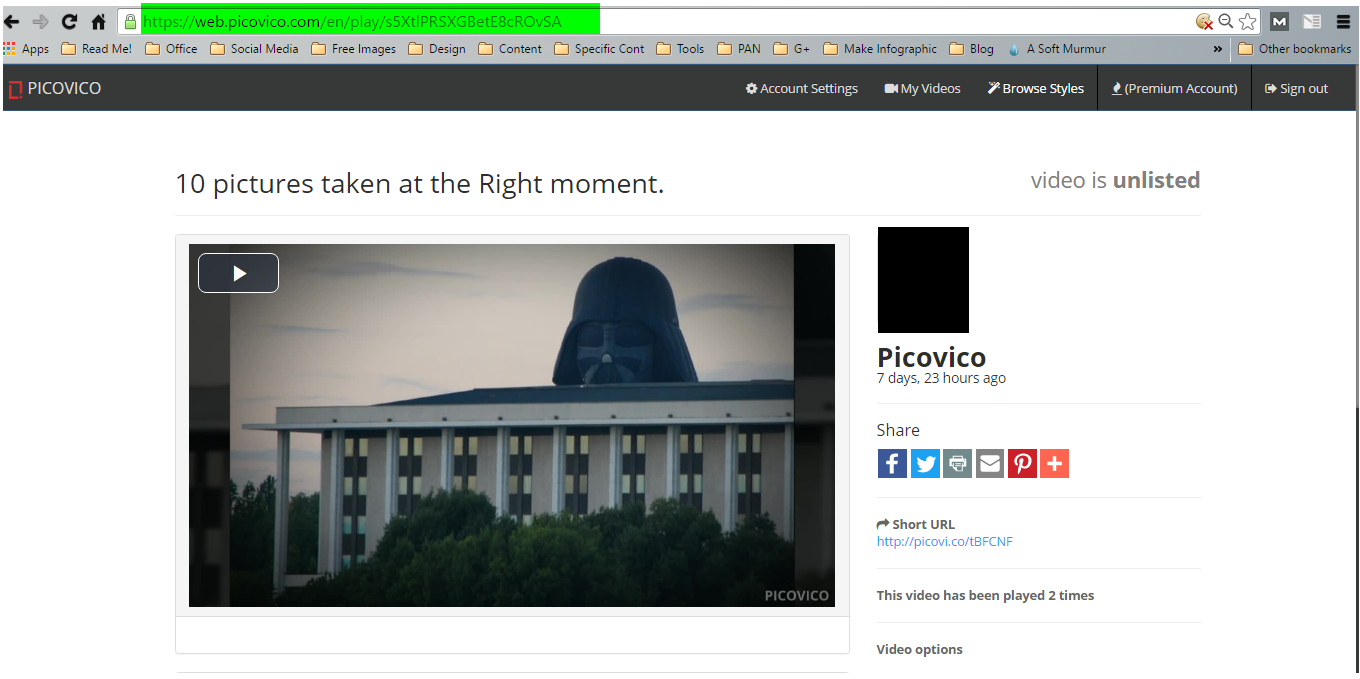 https://web.picovico.com/en/play/s5XtlPRSXGBetE8cROvSA
M
Apps Read Me! Office Social Media Free Images Design Content Specific Cont Tools PAN G+ Make Infographic Blog A Soft Murmur » Other bookmarks
PICOVICO Account Settings My Videos Browse Styles (Premium Account) Sign out
10 pictures taken at the Right moment.
video is unlisted
PICOVICO
Picovico
7 days, 23 hours ago
Share
Short URL
http://picovi.co/tBFCNF
This video has been played 2 times
Video options